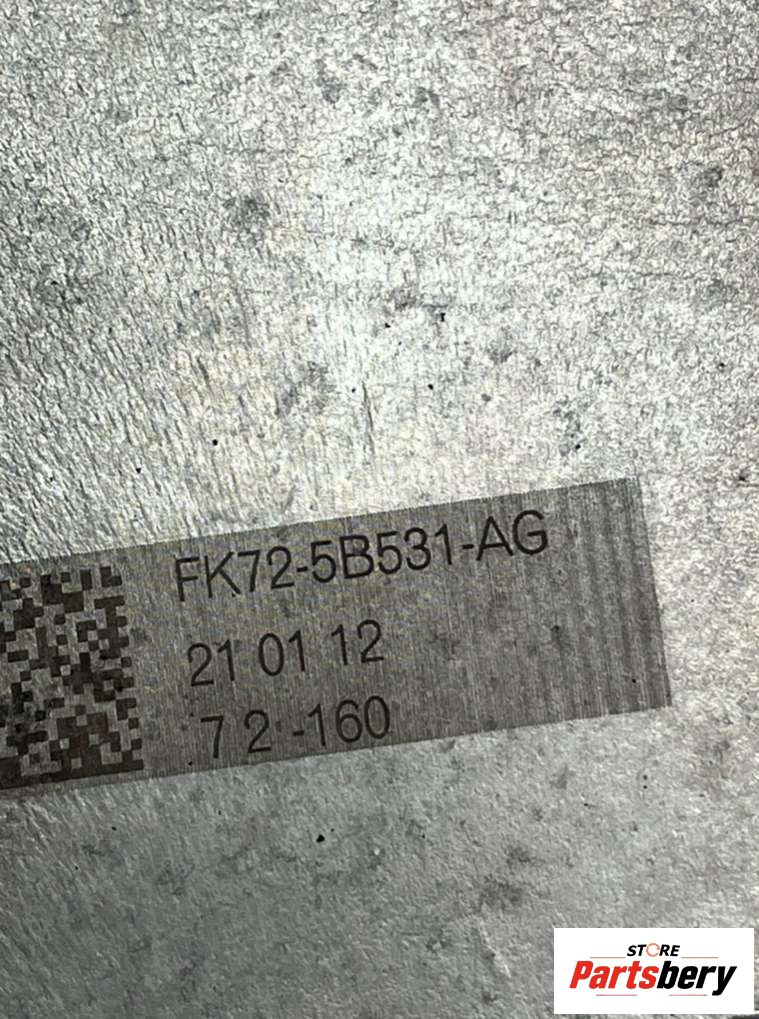 FK72-5B531-AG
21 01 12
7 2 -160
STORE
Partsbery